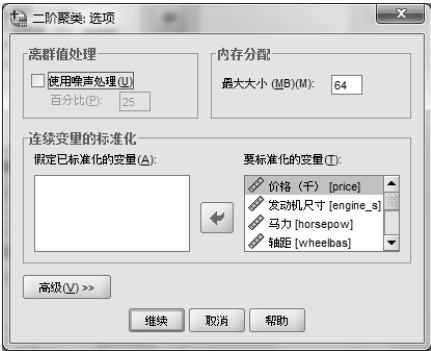 二阶聚类: 选项
离群值处理
使用噪声处理(U)
百分比(P): 25
内存分配
最大大小 (MB)(M): 64
连续变量的标准化
假定已标准化的变量(A):
要标准化的变量(T):
价格（千） [price]
发动机尺寸 [engine_s]
马力 [horsepow]
轴距 [wheelbas]
高级(V) >>
继续 取消 帮助